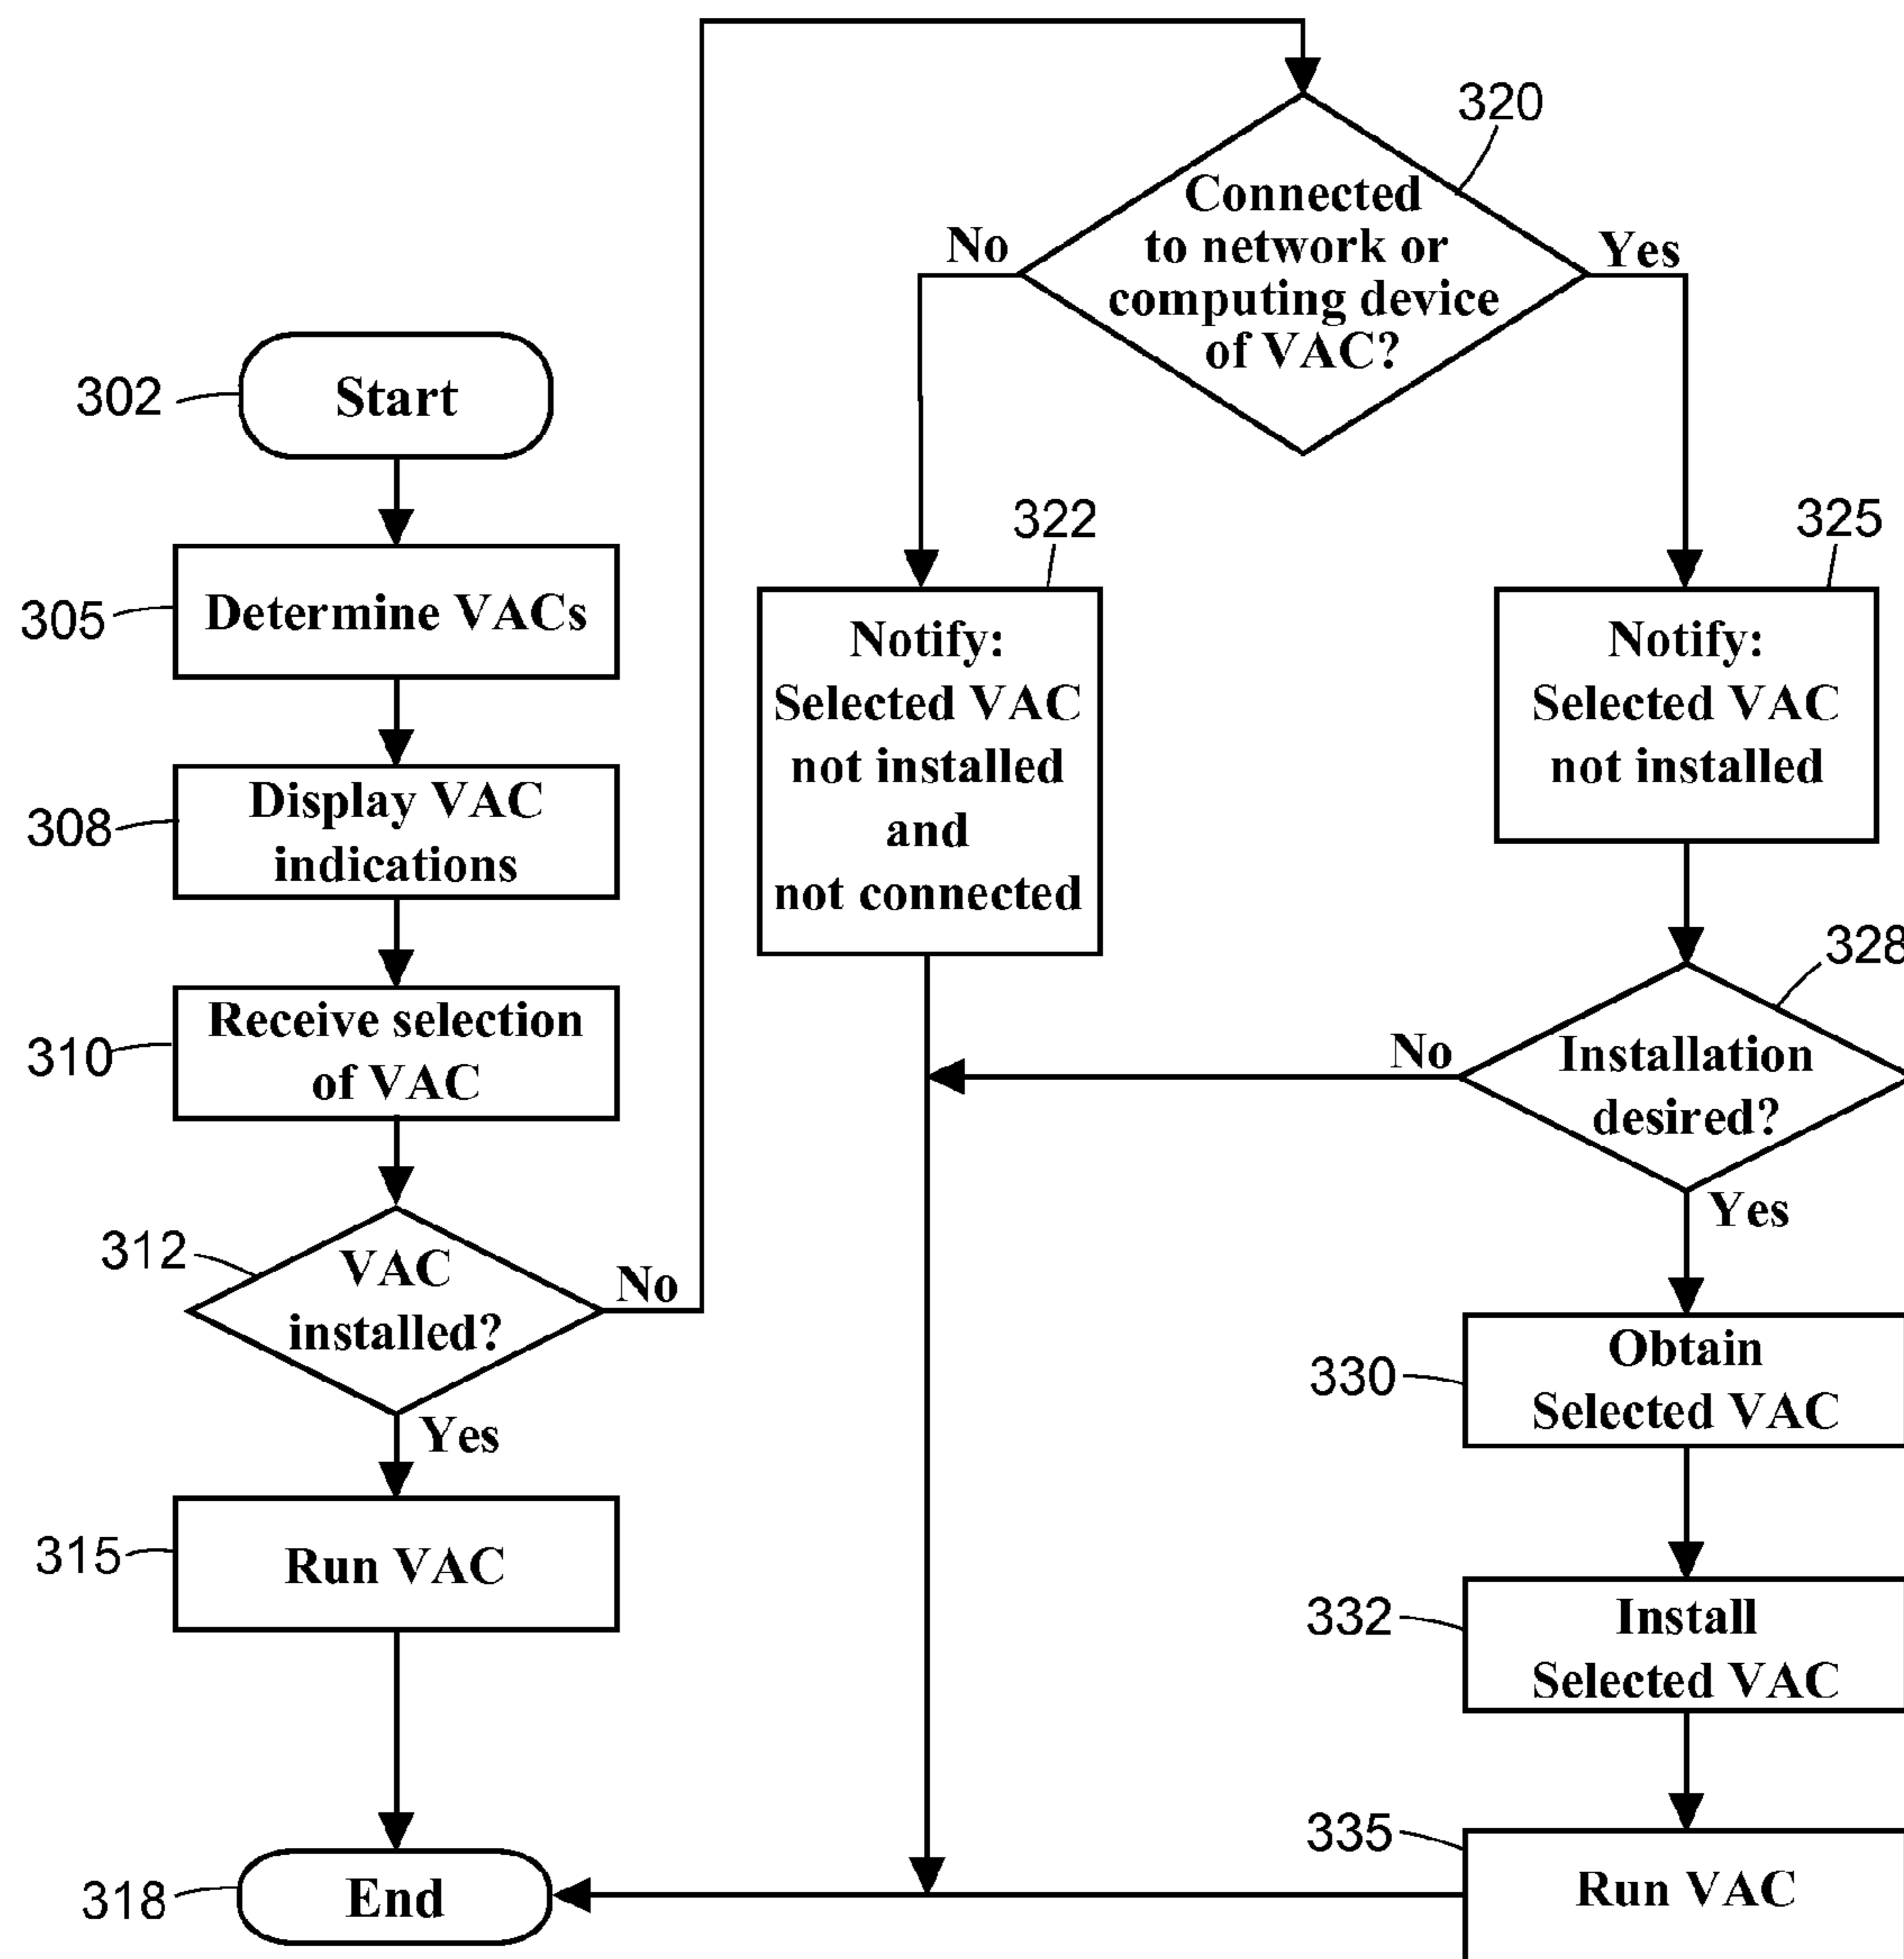 302
Start
305
Determine VACs
308
Display VAC
indications
310
Receive selection
of VAC
312
VAC
installed?
No
Yes
315
Run VAC
318
End
320
Connected
to network or
computing device
of VAC?
No
Yes
322
Notify:
Selected VAC
not installed
and
not connected
325
Notify:
Selected VAC
not installed
328
Installation
desired?
No
Yes
330
Obtain
Selected VAC
332
Install
Selected VAC
335
Run VAC